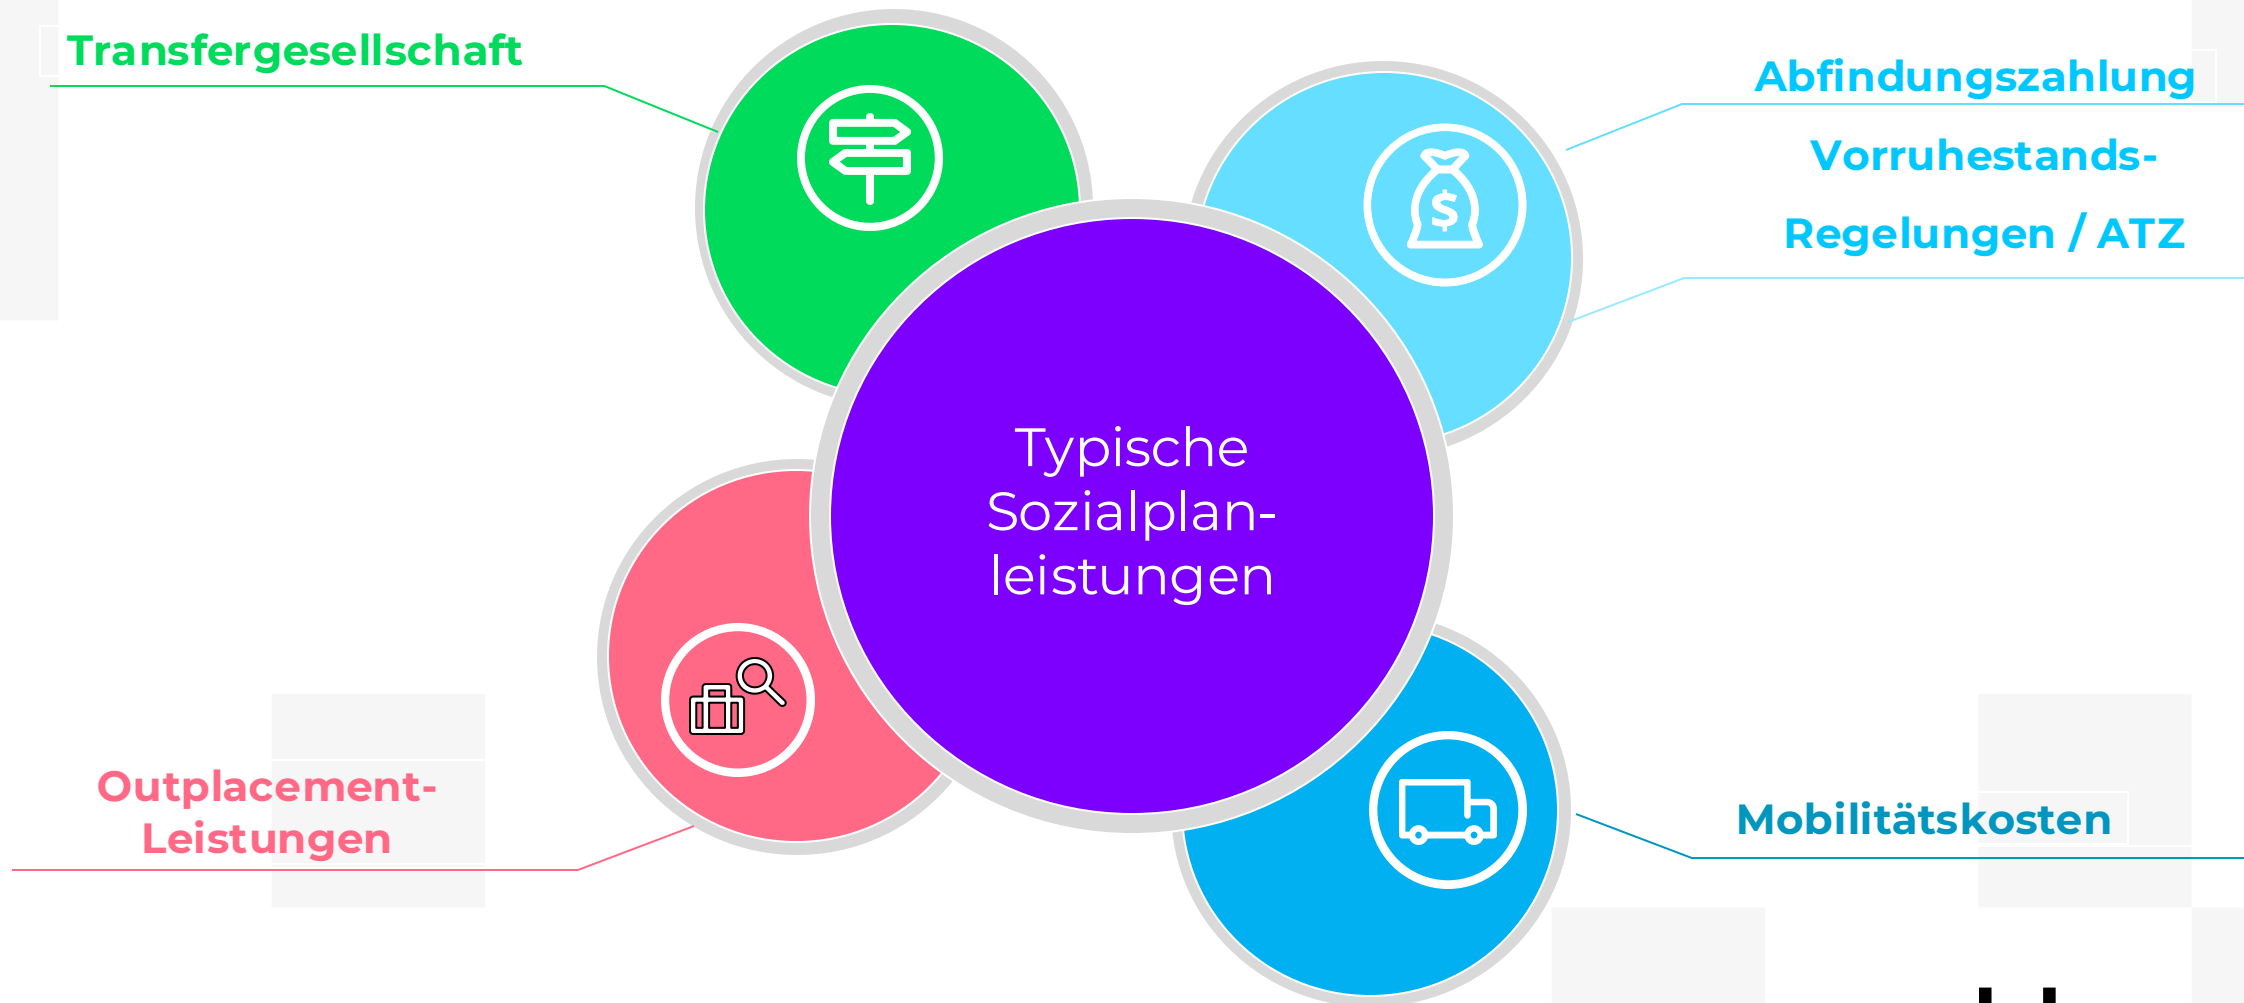 Transfergesellschaft
Abfindungszahlung
Vorruhestands-
Regelungen / ATZ
Typische
Sozialplan-
leistungen
Outplacement-
Leistungen
Mobilitätskosten
$